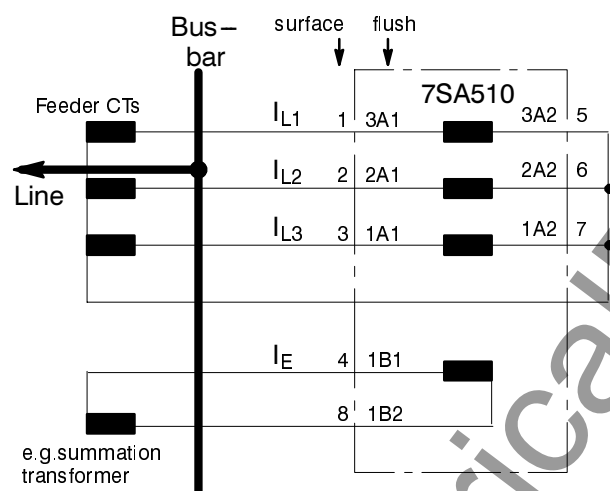 Bus–
bar
surface flush
7SA510
Feeder CTs
IL1 1 3A1 3A2 5
Line
IL2 2 2A1 2A2 6
IL3 3 1A1 1A2 7
IE 4 1B1
8 1B2
e.g.summation
transformer